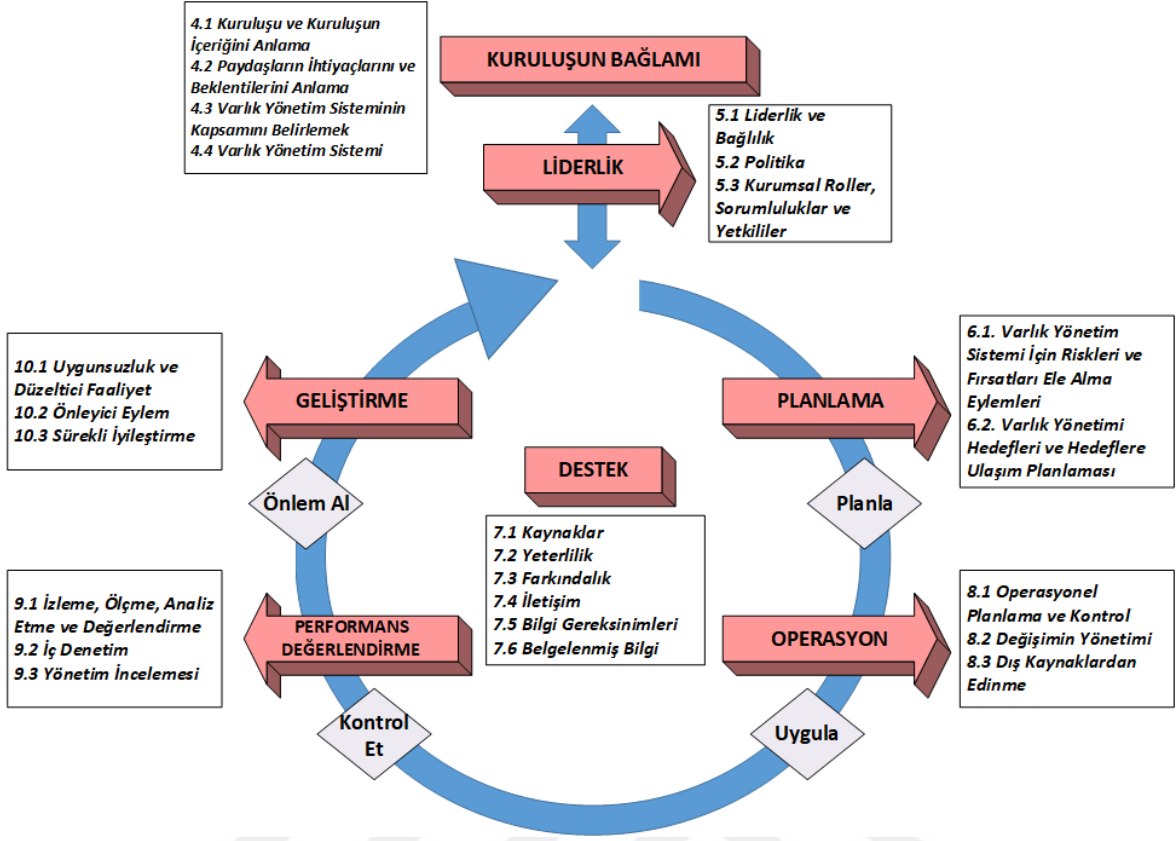 4.1 Kuruluşu ve Kuruluşun
İçeriğini Anlama
4.2 Paydaşların İhtiyaçlarını ve
Beklentilerini Anlama
4.3 Varlık Yönetim Sisteminin
Kapsamını Belirlemek
4.4 Varlık Yönetim Sistemi
KURULUŞUN BAĞLAMI
LİDERLİK
5.1 Liderlik ve
Bağlılık
5.2 Politika
5.3 Kurumsal Roller,
Sorumluluklar ve
Yetkililer
10.1 Uygunsuzluk ve
Düzeltici Faaliyet
10.2 Önleyici Eylem
10.3 Sürekli İyileştirme
GELİŞTİRME
PLANLAMA
6.1. Varlık Yönetim
Sistemi İçin Riskleri ve
Fırsatları Ele Alma
Eylemleri
6.2. Varlık Yönetimi
Hedefleri ve Hedeflere
Ulaşım Planlaması
Önlem Al
DESTEK
Planla
7.1 Kaynaklar
7.2 Yeterlilik
7.3 Farkındalık
7.4 İletişim
7.5 Bilgi Gereksinimleri
7.6 Belgelenmiş Bilgi
9.1 İzleme, Ölçme, Analiz
Etme ve Değerlendirme
9.2 İç Denetim
9.3 Yönetim İncelemesi
PERFORMANS
DEĞERLENDİRME
OPERASYON
8.1 Operasyonel
Planlama ve Kontrol
8.2 Değişimin Yönetimi
8.3 Dış Kaynaklardan
Edinme
Kontrol
Et
Uygula